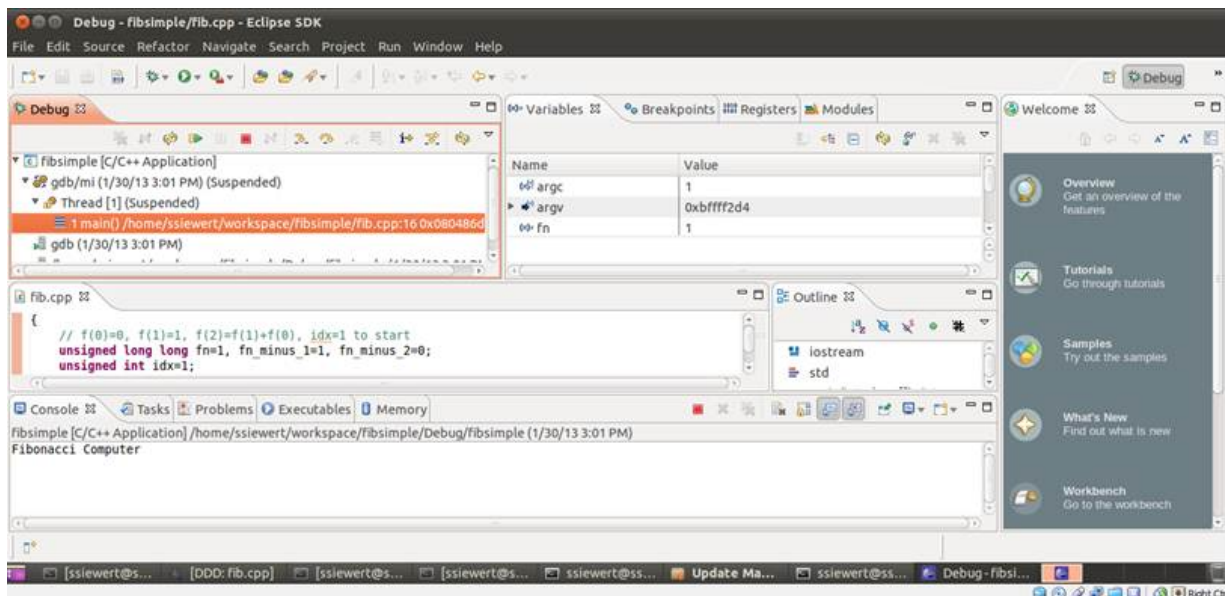 Debug - fibsimple/fib.cpp - Eclipse SDK
File Edit Source Refactor Navigate Search Project Run Window Help
Debug
Debug
fibsimple [C/C++ Application]
gdb/mi (1/30/13 3:01 PM) (Suspended)
Thread [1] (Suspended)
1 main() /home/ssiewert/workspace/fibsimple/fib.cpp:16 0x080486d
gdb (1/30/13 3:01 PM)
Variables Breakpoints Registers Modules
Name Value
argc 1
argv 0xbffff2d4
fn 1
Welcome
Overview
Get an overview of the
features
Tutorials
Go through tutorials
Samples
Try out the samples
What's New
Find out what is new
Workbench
Go to the workbench
fib.cpp
{
// f(0)=0, f(1)=1, f(2)=f(1)+f(0), idx=1 to start
unsigned long long fn=1, fn_minus_1=1, fn_minus_2=0;
unsigned int idx=1;
Outline
iostream
std
Console Tasks Problems Executables Memory
fibsimple [C/C++ Application] /home/ssiewert/workspace/fibsimple/Debug/fibsimple (1/30/13 3:01 PM)
Fibonacci Computer
[ssiewert@s... [DDD: fib.cpp] [ssiewert@s... [ssiewert@s... ssiewert@ss... Update Ma... ssiewert@ss... Debug - fibsi...
Right Ct